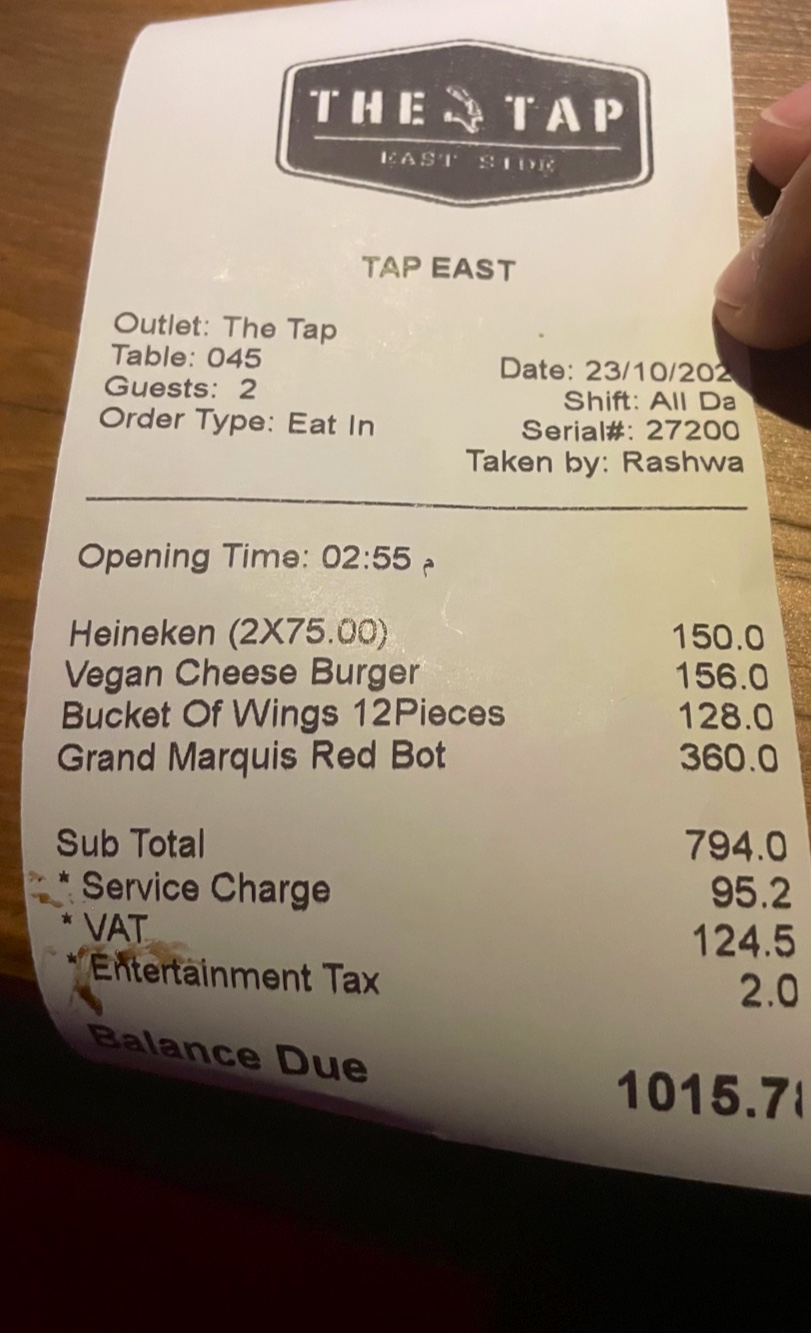 THE TAP
EAST SIDE
TAP EAST
Outlet: The Tap
Table: 045
Guests: 2
Order Type: Eat In
Date: 23/10/202
Shift: All Da
Serial#: 27200
Taken by: Rashwa
Opening Time: 02:55 م
Heineken (2X75.00) 150.0
Vegan Cheese Burger 156.0
Bucket Of Wings 12Pieces 128.0
Grand Marquis Red Bot 360.0
Sub Total 794.0
* Service Charge 95.2
* VAT 124.5
* Entertainment Tax 2.0
Balance Due 1015.7